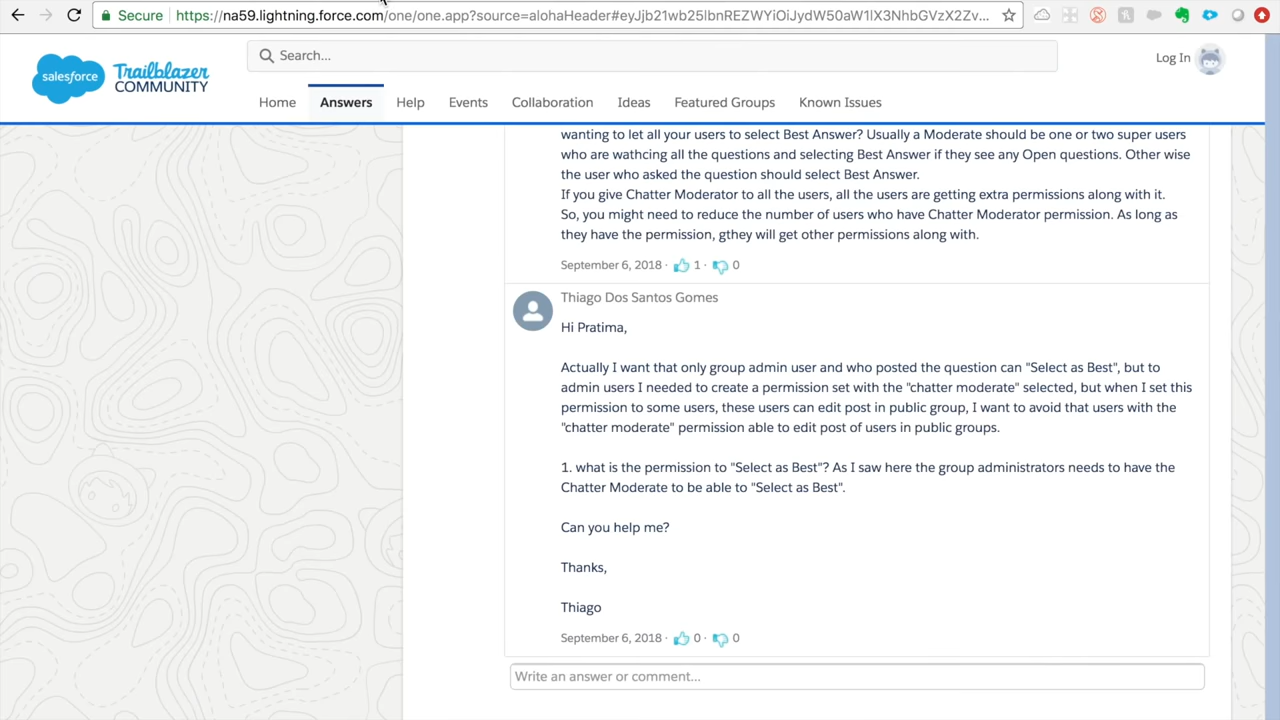 Secure https://na59.lightning.force.com/one/one.app?source=alohaHeader#
salesforce Trailblazer COMMUNITY
Search...
Log In
Home Answers Help Events Collaboration Ideas Featured Groups Known Issues
wanting to let all your users to select Best Answer? Usually a Moderate should be one or two super users
who are wathcing all the questions and selecting Best Answer if they see any Open questions. Other wise
the user who asked the question should select Best Answer.
If you give Chatter Moderator to all the users, all the users are getting extra permissions along with it.
So, you might need to reduce the number of users who have Chatter Moderator permission. As long as
they have the permission, gthey will get other permissions along with.
September 6, 2018 · 1 · 0
Thiago Dos Santos Gomes
Hi Pratima,
Actually I want that only group admin user and who posted the question can "Select as Best", but to
admin users I needed to create a permission set with the "chatter moderate" selected, but when I set this
permission to some users, these users can edit post in public group, I want to avoid that users with the
"chatter moderate" permission able to edit post of users in public groups.
1. what is the permission to "Select as Best"? As I saw here the group administrators needs to have the
Chatter Moderate to be able to "Select as Best".
Can you help me?
Thanks,
Thiago
September 6, 2018 · 0 · 0
Write an answer or comment...